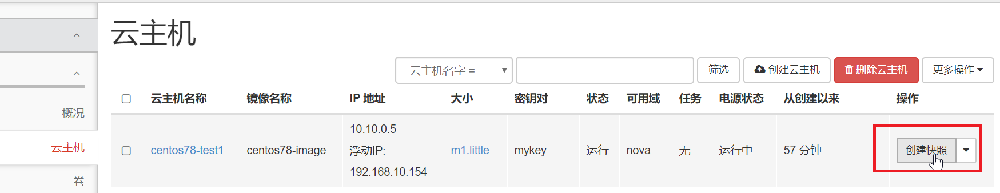 云主机
云主机名字 = 筛选 创建云主机 删除云主机 更多操作
云主机名称 镜像名称 IP 地址 大小 密钥对 状态 可用域 任务 电源状态 从创建以来 操作
概况
云主机
卷
centos78-test1 centos78-image
10.10.0.5
浮动IP:
192.168.10.154
m1.little mykey 运行 nova 无 运行中 57 分钟 创建快照